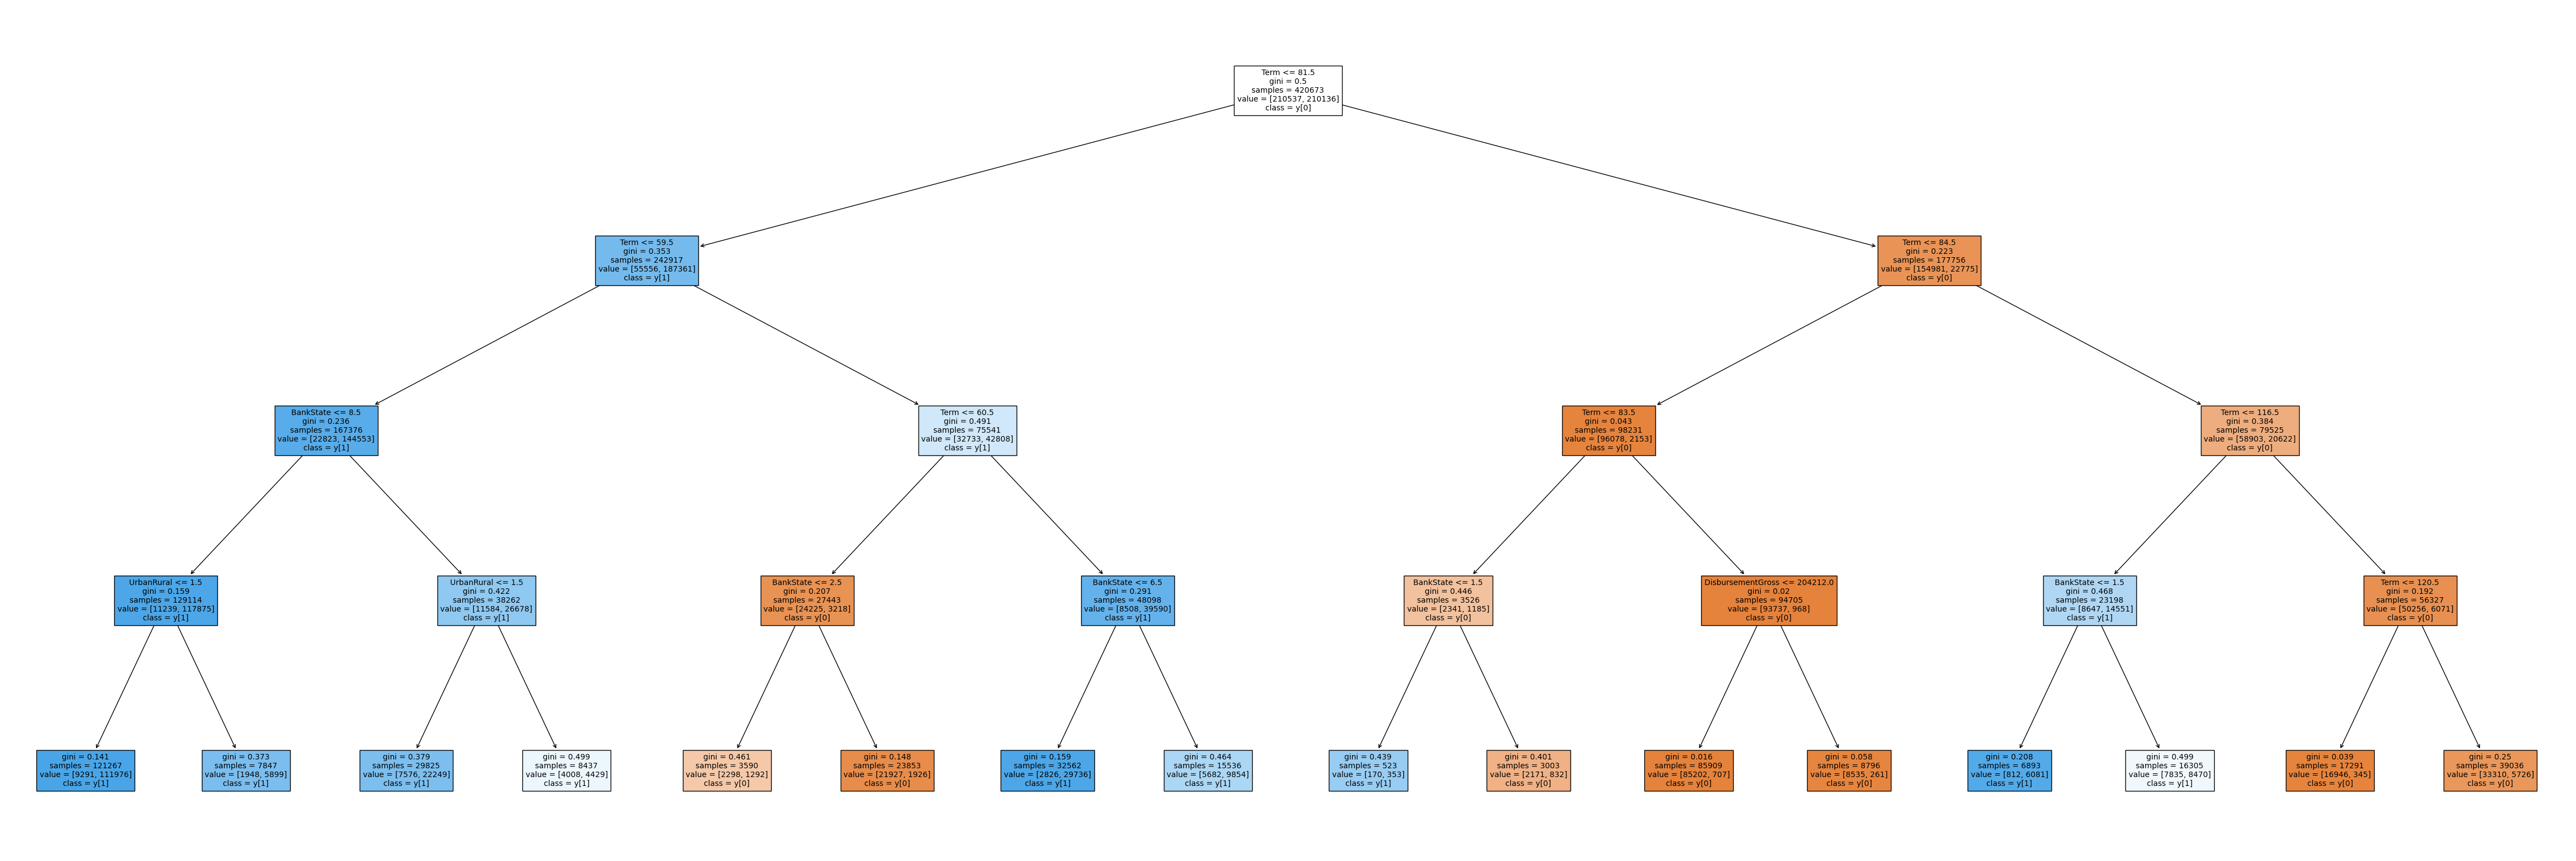 Term <= 81.5
gini = 0.5
samples = 420673
value = [210537, 210136]
class = y[0]
Term <= 59.5
gini = 0.353
samples = 242917
value = [55556, 187361]
class = y[1]
Term <= 84.5
gini = 0.223
samples = 177756
value = [154981, 22775]
class = y[0]
BankState <= 8.5
gini = 0.236
samples = 167376
value = [22823, 144553]
class = y[1]
Term <= 60.5
gini = 0.491
samples = 75541
value = [32733, 42808]
class = y[1]
Term <= 83.5
gini = 0.043
samples = 98231
value = [96078, 2153]
class = y[0]
Term <= 116.5
gini = 0.384
samples = 79525
value = [58903, 20622]
class = y[0]
UrbanRural <= 1.5
gini = 0.159
samples = 129114
value = [11239, 117875]
class = y[1]
UrbanRural <= 1.5
gini = 0.422
samples = 38262
value = [11584, 26678]
class = y[1]
BankState <= 2.5
gini = 0.207
samples = 27443
value = [24225, 3218]
class = y[0]
BankState <= 6.5
gini = 0.291
samples = 48098
value = [8508, 39590]
class = y[1]
BankState <= 1.5
gini = 0.446
samples = 3526
value = [2341, 1185]
class = y[0]
DisbursementGross <= 204212.0
gini = 0.02
samples = 94705
value = [93737, 968]
class = y[0]
BankState <= 1.5
gini = 0.468
samples = 23198
value = [8647, 14551]
class = y[1]
Term <= 120.5
gini = 0.192
samples = 56327
value = [50256, 6071]
class = y[0]
gini = 0.141
samples = 121267
value = [9291, 111976]
class = y[1]
gini = 0.373
samples = 7847
value = [1948, 5899]
class = y[1]
gini = 0.379
samples = 29825
value = [7576, 22249]
class = y[1]
gini = 0.499
samples = 8437
value = [4008, 4429]
class = y[1]
gini = 0.461
samples = 3590
value = [2298, 1292]
class = y[0]
gini = 0.148
samples = 23853
value = [21927, 1926]
class = y[0]
gini = 0.159
samples = 32562
value = [2826, 29736]
class = y[1]
gini = 0.464
samples = 15536
value = [5682, 9854]
class = y[1]
gini = 0.439
samples = 523
value = [170, 353]
class = y[1]
gini = 0.401
samples = 3003
value = [2171, 832]
class = y[0]
gini = 0.016
samples = 85909
value = [85202, 707]
class = y[0]
gini = 0.058
samples = 8796
value = [8535, 261]
class = y[0]
gini = 0.208
samples = 6893
value = [812, 6081]
class = y[1]
gini = 0.499
samples = 16305
value = [7835, 8470]
class = y[1]
gini = 0.039
samples = 17291
value = [16946, 345]
class = y[0]
gini = 0.25
samples = 39036
value = [33310, 5726]
class = y[0]